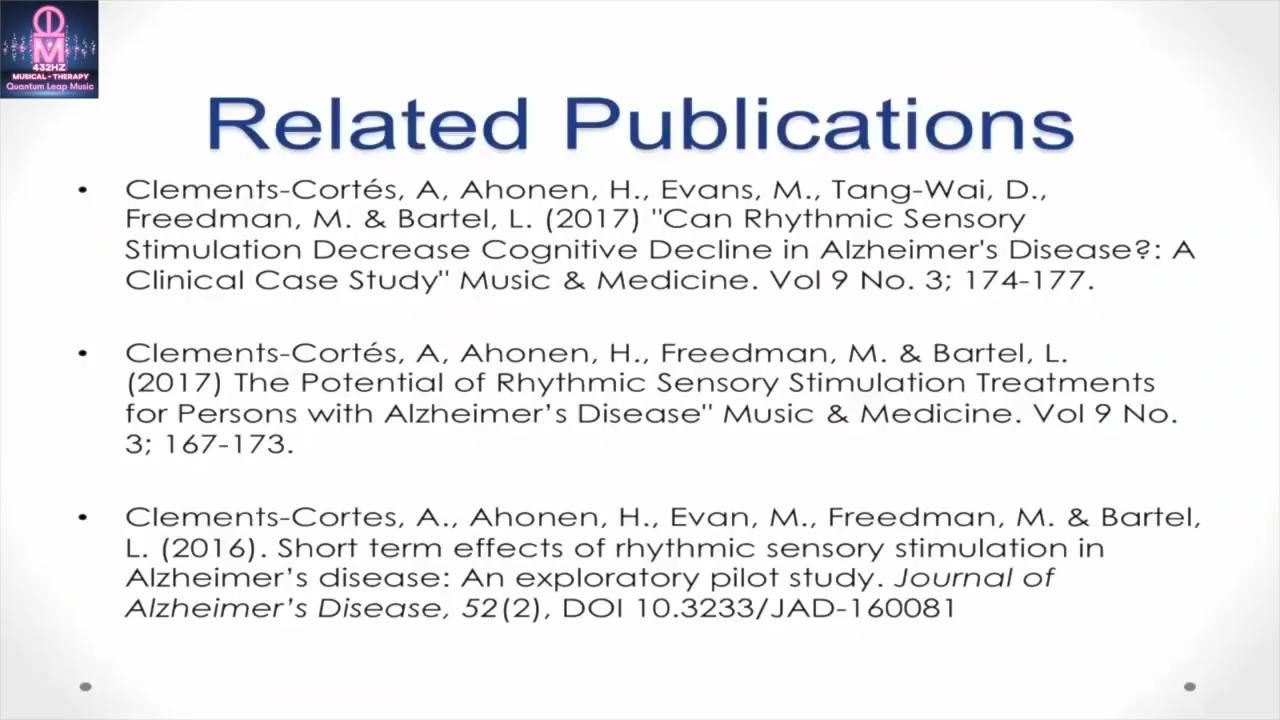 M
432HZ
MUSICAL-THERAPY
Quantum Leap Music
Related Publications
• Clements-Cortés, A, Ahonen, H., Evans, M., Tang-Wai, D.,
Freedman, M. & Bartel, L. (2017) "Can Rhythmic Sensory
Stimulation Decrease Cognitive Decline in Alzheimer's Disease?: A
Clinical Case Study" Music & Medicine. Vol 9 No. 3; 174-177.
• Clements-Cortés, A, Ahonen, H., Freedman, M. & Bartel, L.
(2017) The Potential of Rhythmic Sensory Stimulation Treatments
for Persons with Alzheimer’s Disease" Music & Medicine. Vol 9 No.
3; 167-173.
• Clements-Cortes, A., Ahonen, H., Evan, M., Freedman, M. & Bartel,
L. (2016). Short term effects of rhythmic sensory stimulation in
Alzheimer’s disease: An exploratory pilot study. Journal of
Alzheimer’s Disease, 52(2), DOI 10.3233/JAD-160081